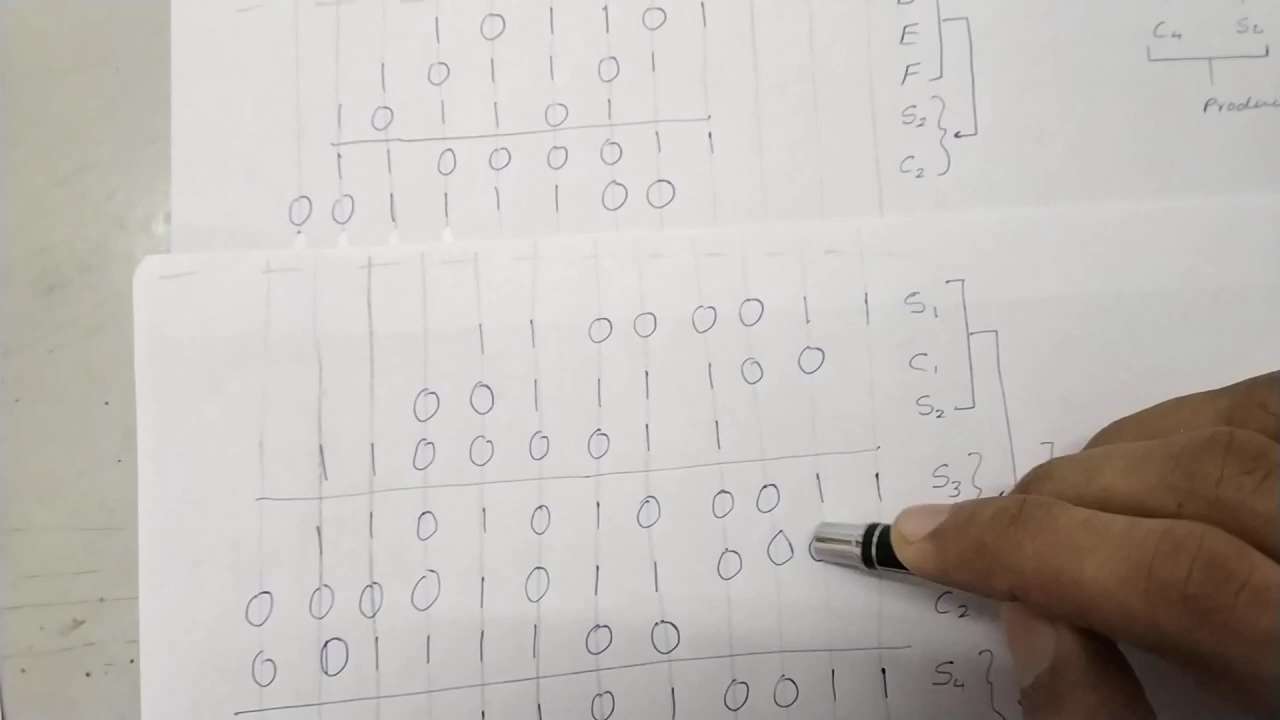 1 0 1 1 0 1 E
1 0 1 1 0 1 F
1 0 1 1 0 1 S2
1 1 0 0 0 0 1 1 C2
0 0 1 1 1 1 0 0
C4 S2
1 1 0 0 0 0 1 1 S1
0 0 1 1 1 1 0 0 C1
1 1 0 0 0 0 1 1 S2
1 1 0 1 0 1 0 0 0 1 1 S3
0 0 0 0 1 0 1 1 0 0
0 0 1 1 1 1 0 0 C2
1 1 0 1 0 0 1 1 S4